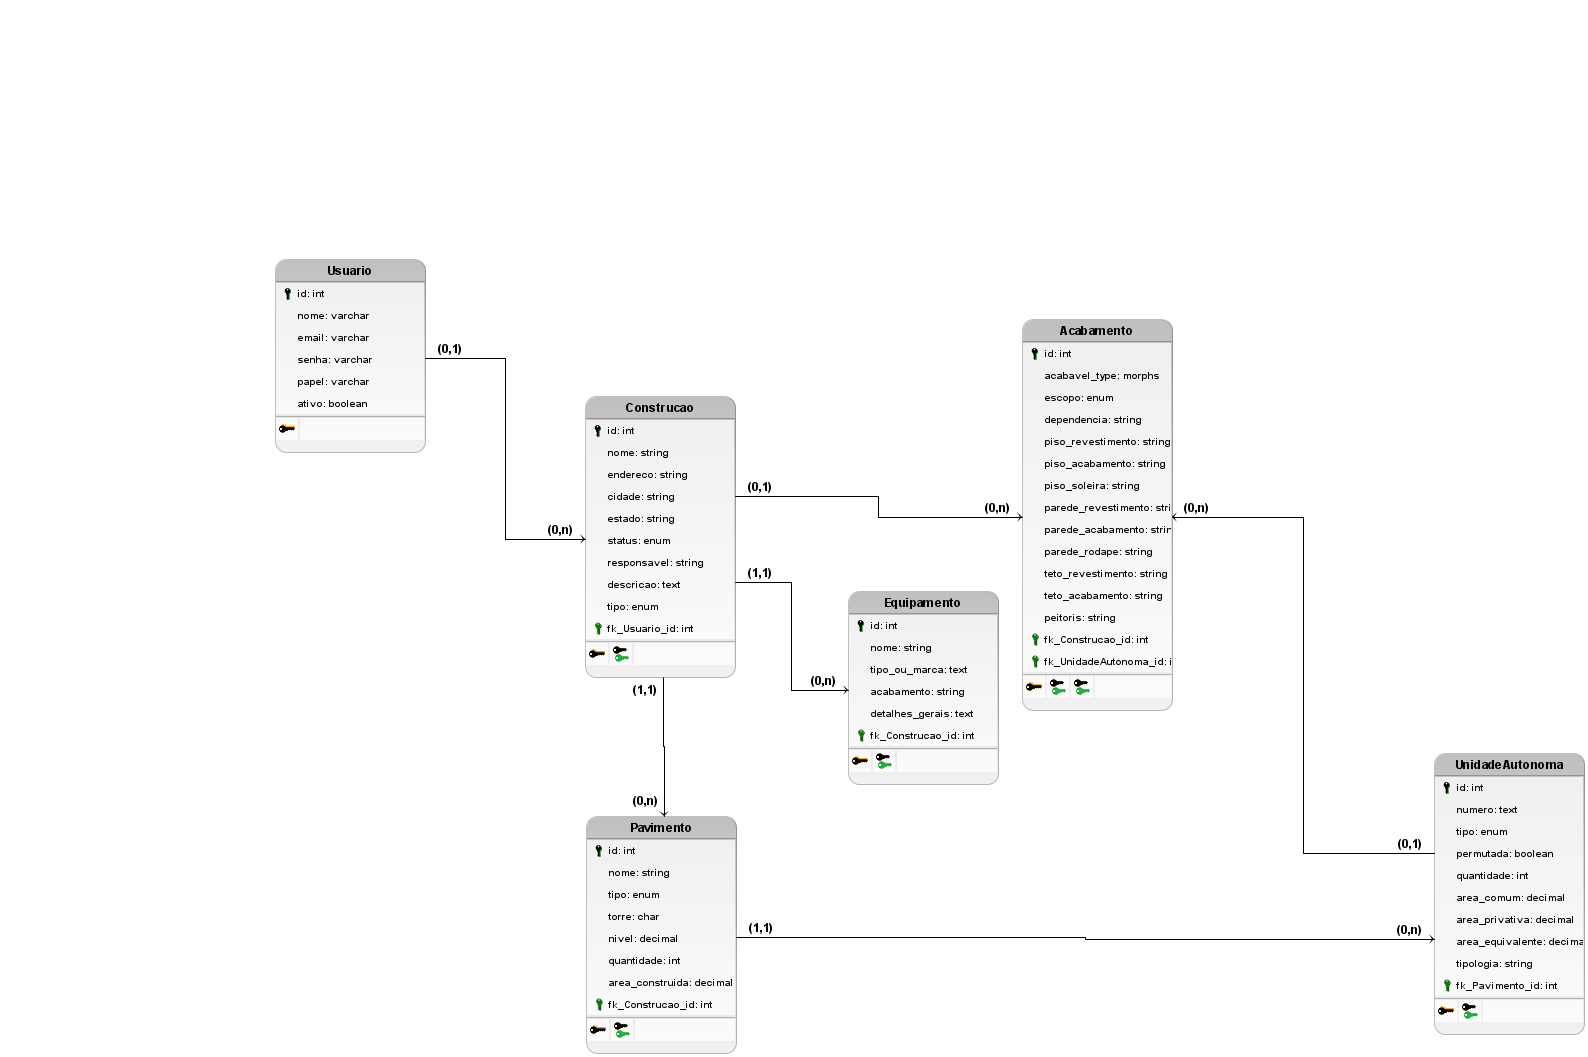 Usuario
id: int
nome: varchar
email: varchar
senha: varchar
papel: varchar
ativo: boolean
(0,1)
(0,n)
Construcao
id: int
nome: string
endereco: string
cidade: string
estado: string
status: enum
responsavel: string
descricao: text
tipo: enum
fk_Usuario_id: int
(0,1)
(0,n)
(1,1)
(0,n)
(1,1)
(0,n)
Acabamento
id: int
acabavel_type: morphs
escopo: enum
dependencia: string
piso_revestimento: string
piso_acabamento: string
piso_soleira: string
parede_revestimento: stri
parede_acabamento: strin
parede_rodape: string
teto_revestimento: string
teto_acabamento: string
peitoris: string
fk_Construcao_id: int
fk_UnidadeAutonoma_id: i
(0,n)
(0,1)
Equipamento
id: int
nome: string
tipo_ou_marca: text
acabamento: string
detalhes_gerais: text
fk_Construcao_id: int
Pavimento
id: int
nome: string
tipo: enum
torre: char
nivel: decimal
quantidade: int
area_construida: decimal
fk_Construcao_id: int
(1,1)
(0,n)
UnidadeAutonoma
id: int
numero: text
tipo: enum
permutada: boolean
quantidade: int
area_comum: decimal
area_privativa: decimal
area_equivalente: decima
tipologia: string
fk_Pavimento_id: int